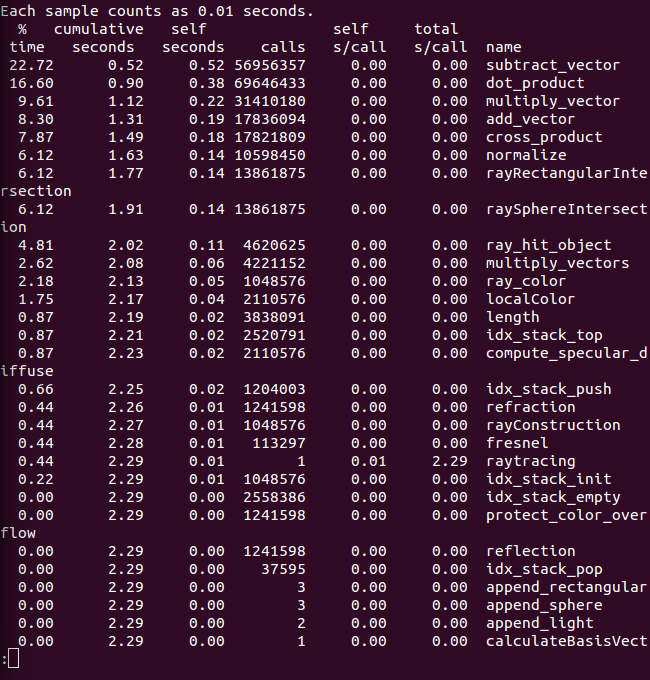 Each sample counts as 0.01 seconds.
  %   cumulative   self              self     total
 time   seconds   seconds    calls   s/call   s/call  name
 22.72      0.52     0.52 56956357     0.00     0.00  subtract_vector
 16.60      0.90     0.38 69646433     0.00     0.00  dot_product
  9.61      1.12     0.22 31410180     0.00     0.00  multiply_vector
  8.30      1.31     0.19 17836094     0.00     0.00  add_vector
  7.87      1.49     0.18 17821809     0.00     0.00  cross_product
  6.12      1.63     0.14 10598450     0.00     0.00  normalize
  6.12      1.77     0.14 13861875     0.00     0.00  rayRectangularInte
rsection
  6.12      1.91     0.14 13861875     0.00     0.00  raySphereIntersect
ion
  4.81      2.02     0.11  4620625     0.00     0.00  ray_hit_object
  2.62      2.08     0.06  4221152     0.00     0.00  multiply_vectors
  2.18      2.13     0.05  1048576     0.00     0.00  ray_color
  1.75      2.17     0.04  2110576     0.00     0.00  localColor
  0.87      2.19     0.02  3838091     0.00     0.00  length
  0.87      2.21     0.02  2520791     0.00     0.00  idx_stack_top
  0.87      2.23     0.02  2110576     0.00     0.00  compute_specular_d
iffuse
  0.66      2.25     0.02  1204003     0.00     0.00  idx_stack_push
  0.44      2.26     0.01  1241598     0.00     0.00  refraction
  0.44      2.27     0.01  1048576     0.00     0.00  rayConstruction
  0.44      2.28     0.01   113297     0.00     0.00  fresnel
  0.44      2.29     0.01        1     0.01     2.29  raytracing
  0.22      2.29     0.01  1048576     0.00     0.00  idx_stack_init
  0.00      2.29     0.00  2558386     0.00     0.00  idx_stack_empty
  0.00      2.29     0.00  1241598     0.00     0.00  protect_color_over
flow
  0.00      2.29     0.00  1241598     0.00     0.00  reflection
  0.00      2.29     0.00    37595     0.00     0.00  idx_stack_pop
  0.00      2.29     0.00        3     0.00     0.00  append_rectangular
  0.00      2.29     0.00        3     0.00     0.00  append_sphere
  0.00      2.29     0.00        2     0.00     0.00  append_light
  0.00      2.29     0.00        1     0.00     0.00  calculateBasisVect
: